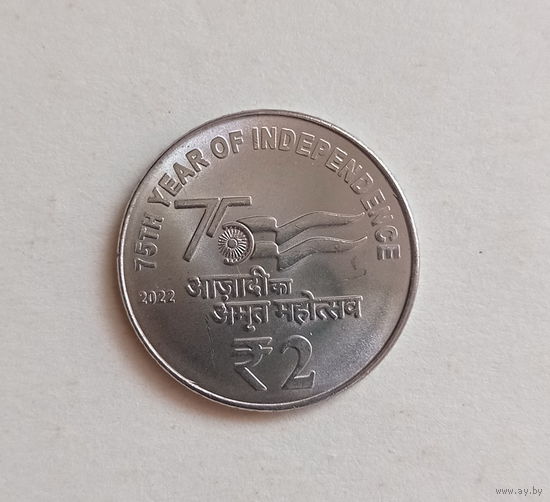 75TH YEAR OF INDEPENDENCE
75
2022
आज़ादी का
अमृत महोत्सव
₹ 2
www.ay.by